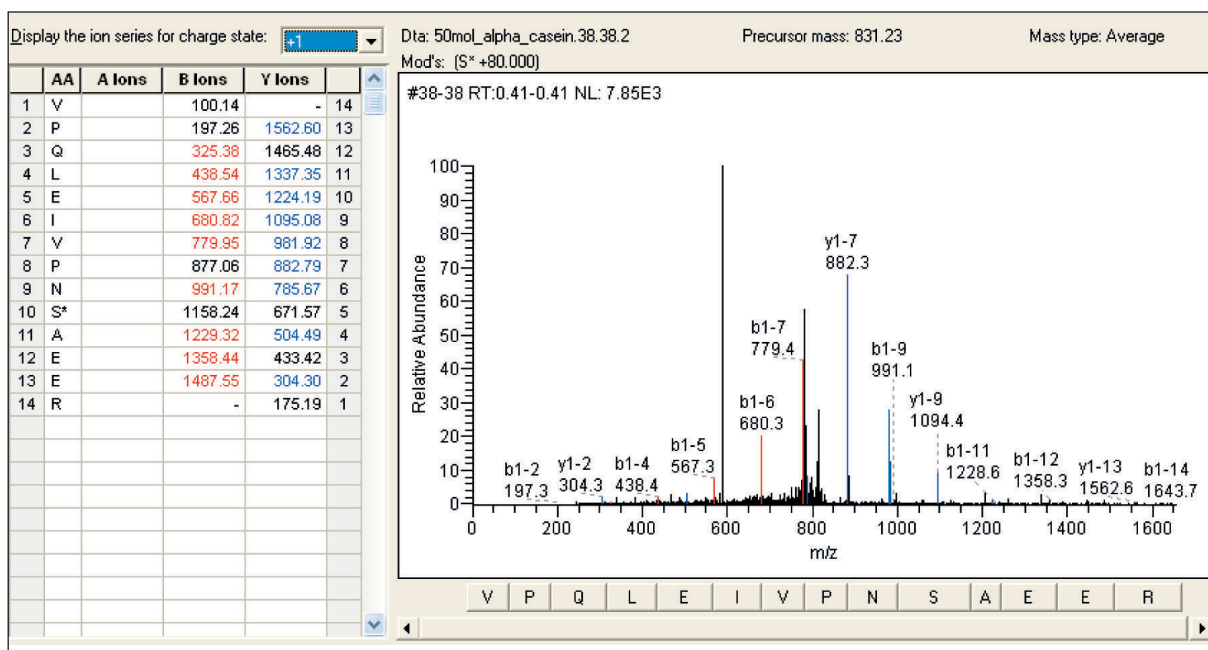 Display the ion series for charge state: +1
Dta: 50mol_alpha_casein.38.38.2 Precursor mass: 831.23 Mass type: Average
Mod's: (S* +80.000)
AA A Ions B Ions Y Ions
1 V 100.14 - 14
2 P 197.26 1562.60 13
3 Q 325.38 1465.48 12
4 L 438.54 1337.35 11
5 E 567.66 1224.19 10
6 I 680.82 1095.08 9
7 V 779.95 981.92 8
8 P 877.06 882.79 7
9 N 991.17 785.67 6
10 S* 1158.24 671.57 5
11 A 1229.32 504.49 4
12 E 1358.44 433.42 3
13 E 1487.55 304.30 2
14 R - 175.19 1
#38-38 RT:0.41-0.41 NL: 7.85E3
Relative Abundance
100
90
80
70
60
50
40
30
20
10
0
b1-2
197.3
y1-2
304.3
b1-4
438.4
b1-5
567.3
b1-6
680.3
b1-7
779.4
y1-7
882.3
b1-9
991.1
y1-9
1094.4
b1-11
1228.6
b1-12
1358.3
y1-13
1562.6
b1-14
1643.7
0 200 400 600 800 1000 1200 1400 1600
m/z
V P Q L E I V P N S A E E R